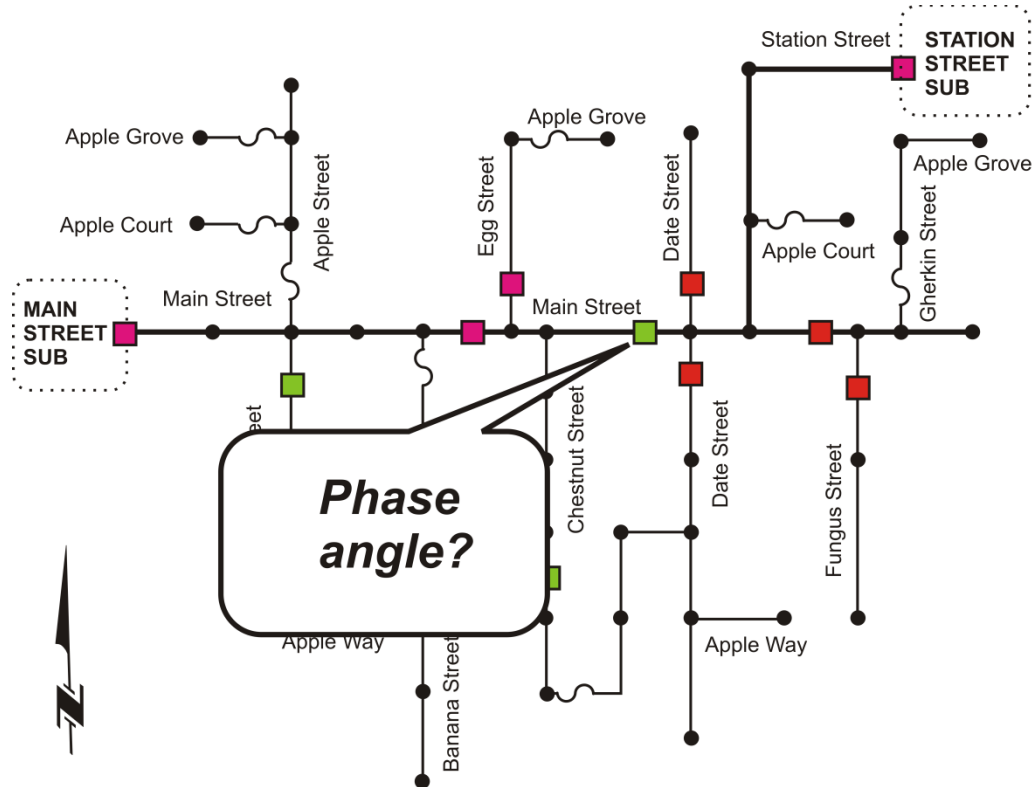 Station Street
STATION
STREET
SUB
Apple Grove
Apple Grove
Apple Grove
Apple Street
Egg Street
Date Street
Gherkin Street
Apple Court
Apple Court
Main Street
Main Street
MAIN
STREET
SUB
Chestnut Street
Date Street
Fungus Street
Phase
angle?
Apple Way
Apple Way
Banana Street
N